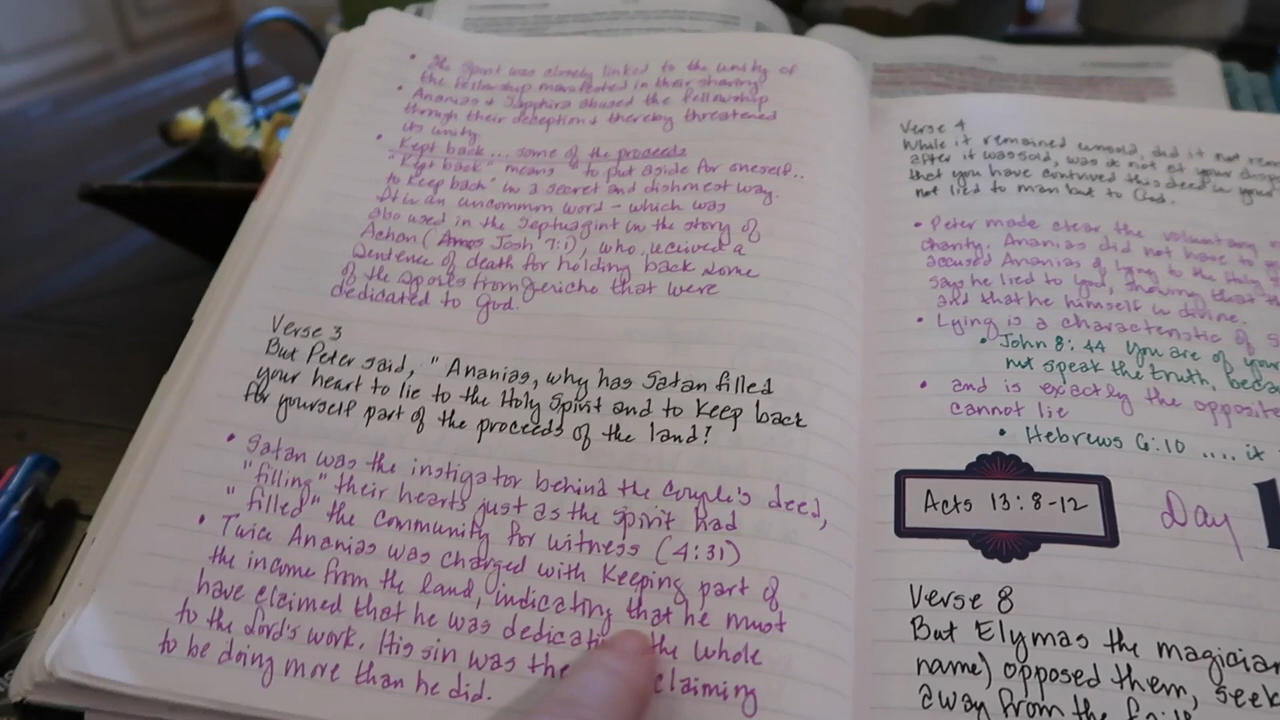 • The Spirit was closely linked to the unity of
the fellowship manifested in their sharing
• Ananias + Sapphira abused the fellowship
through their deception + thereby threatened
its unity.
• Kept back... some of the proceeds
"Kept back" means "to put aside for oneself..
to keep back" in a secret and dishonest way.
It is an uncommon word - which was
also used in the Septuagint in the story of
Achan (Amos Josh 7:1), who received a
sentence of death for holding back some
of the spoils from Jericho that were
dedicated to God.
Verse 3
But Peter said, "Ananias, why has Satan filled
your heart to lie to the Holy Spirit and to keep back
for yourself part of the proceeds of the land?
• Satan was the instigator behind the couple's deed,
"filling" their hearts just as the spirit had
"filled" the community for witness (4:31)
• Twice Ananias was charged with keeping part of
the income from the land, indicating that he must
have claimed that he was the whole
to the Lord's work. His sin was the claiming
to be doing more than he did.
Verse 4
While it remained unsold, did it not
after it was sold, was it not at your
that you have contrived this deed in your
not lied to man but to God.
• Peter made clear the voluntary
charity. Ananias did not have to
accused Ananias of lying to the Holy
says he lied to God, showing that
and that he himself is divine.
• Lying is a characteristic of
• John 8:44 You are of your
not speak the truth,
• and is exactly the opposite
cannot lie
• Hebrews 6:10 .... it
Acts 13:8-12
Day
Verse 8
But Elymas the magician
name) opposed them,
away from the